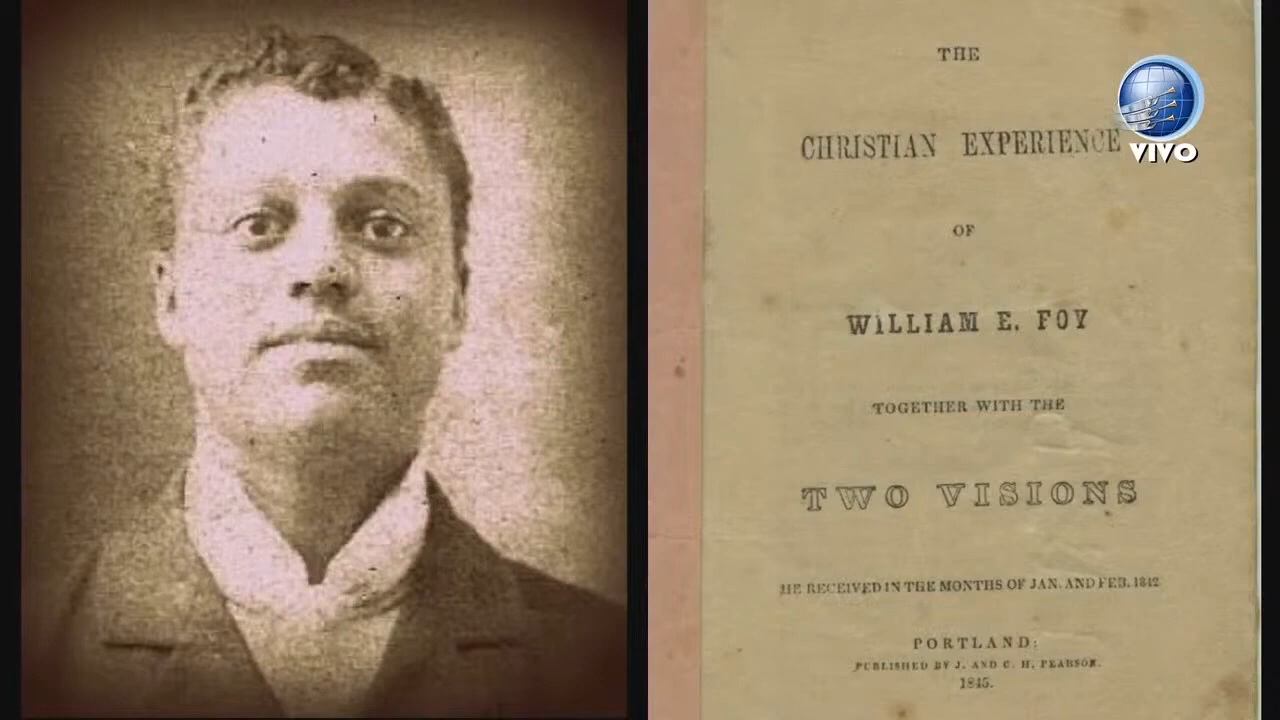 THE
CHRISTIAN EXPERIENCE
OF
WILLIAM E. FOY
TOGETHER WITH THE
TWO VISIONS
HE RECEIVED IN THE MONTHS OF JAN. AND FEB. 1842
PORTLAND:
PUBLISHED BY J. AND C. H. PEARSON.
1845.
VIVO